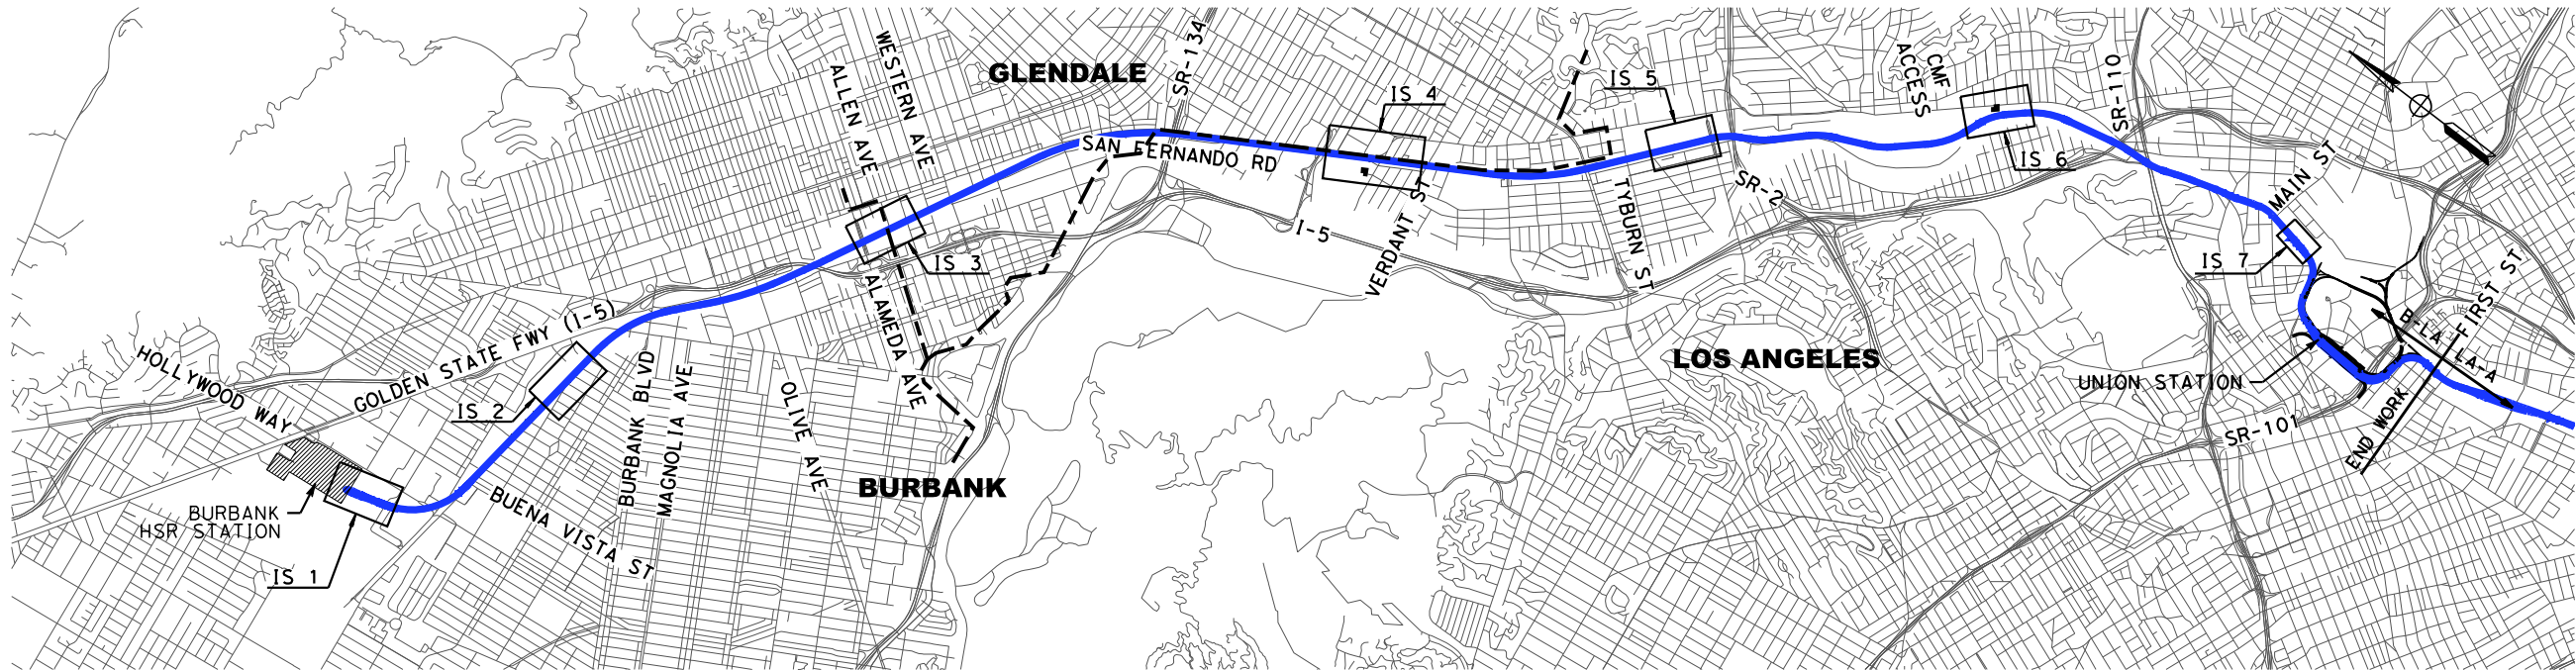 WESTERN AVE
ALLEN AVE
GLENDALE
SR-134
SAN FERNANDO RD
IS 4
IS 5
CMF
ACCESS
SR-110
IS 6
MAIN ST
IS 3
I-5
VERDANT ST
TYBURN ST
SR-2
IS 7
FIRST ST
ALAMEDA AVE
GOLDEN STATE FWY (I-5)
HOLLYWOOD WAY
IS 2
BURBANK BLVD
MAGNOLIA AVE
OLIVE AVE
LOS ANGELES
B-LA
LA-A
UNION STATION
END WORK
SR-101
BURBANK
BUENA VISTA ST
BURBANK
HSR STATION
IS 1